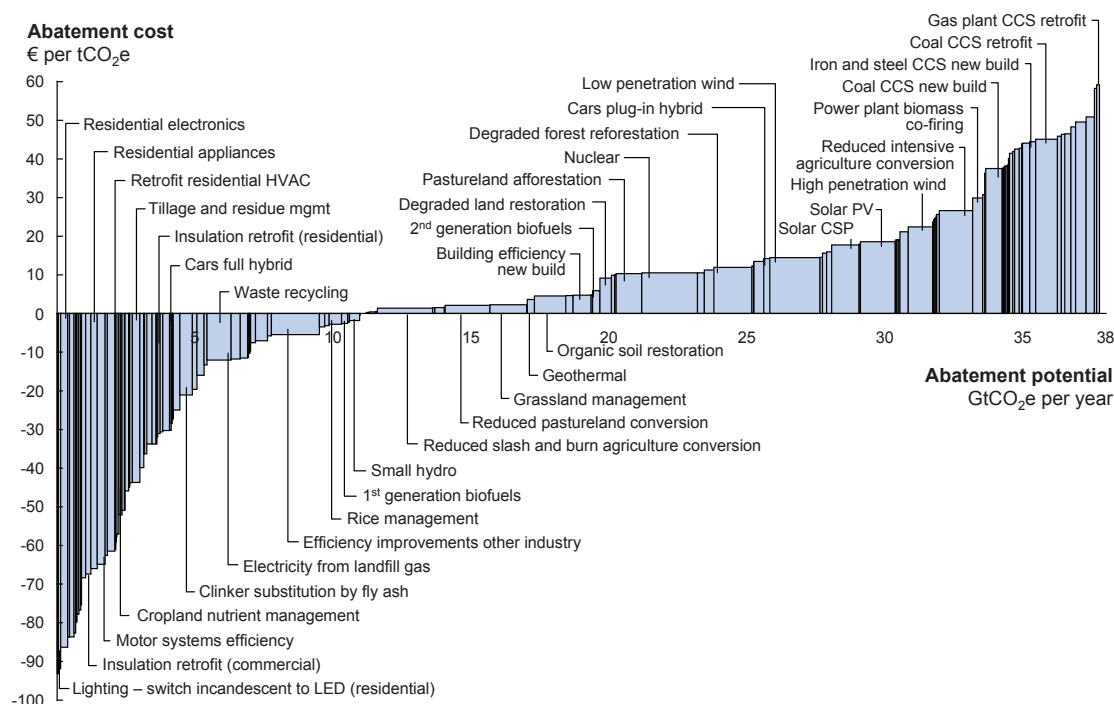 Gas plant CCS retrofit
Abatement cost
€ per tCO2e
Coal CCS retrofit
Iron and steel CCS new build
Coal CCS new build
Power plant biomass
co-firing
Reduced intensive
agriculture conversion
High penetration wind
Solar PV
Solar CSP
Low penetration wind
Cars plug-in hybrid
Degraded forest reforestation
Nuclear
Pastureland afforestation
Degraded land restoration
2nd generation biofuels
Building efficiency
new build
60
50
40
30
20
10
0
-10
-20
-30
-40
-50
-60
-70
-80
-90
-100
Residential electronics
Residential appliances
Retrofit residential HVAC
Tillage and residue mgmt
Insulation retrofit (residential)
Cars full hybrid
Waste recycling
5
10
15
20
25
30
35
38
Organic soil restoration
Geothermal
Grassland management
Reduced pastureland conversion
Reduced slash and burn agriculture conversion
Small hydro
1st generation biofuels
Rice management
Efficiency improvements other industry
Electricity from landfill gas
Clinker substitution by fly ash
Cropland nutrient management
Motor systems efficiency
Insulation retrofit (commercial)
Lighting – switch incandescent to LED (residential)
Abatement potential
GtCO2e per year